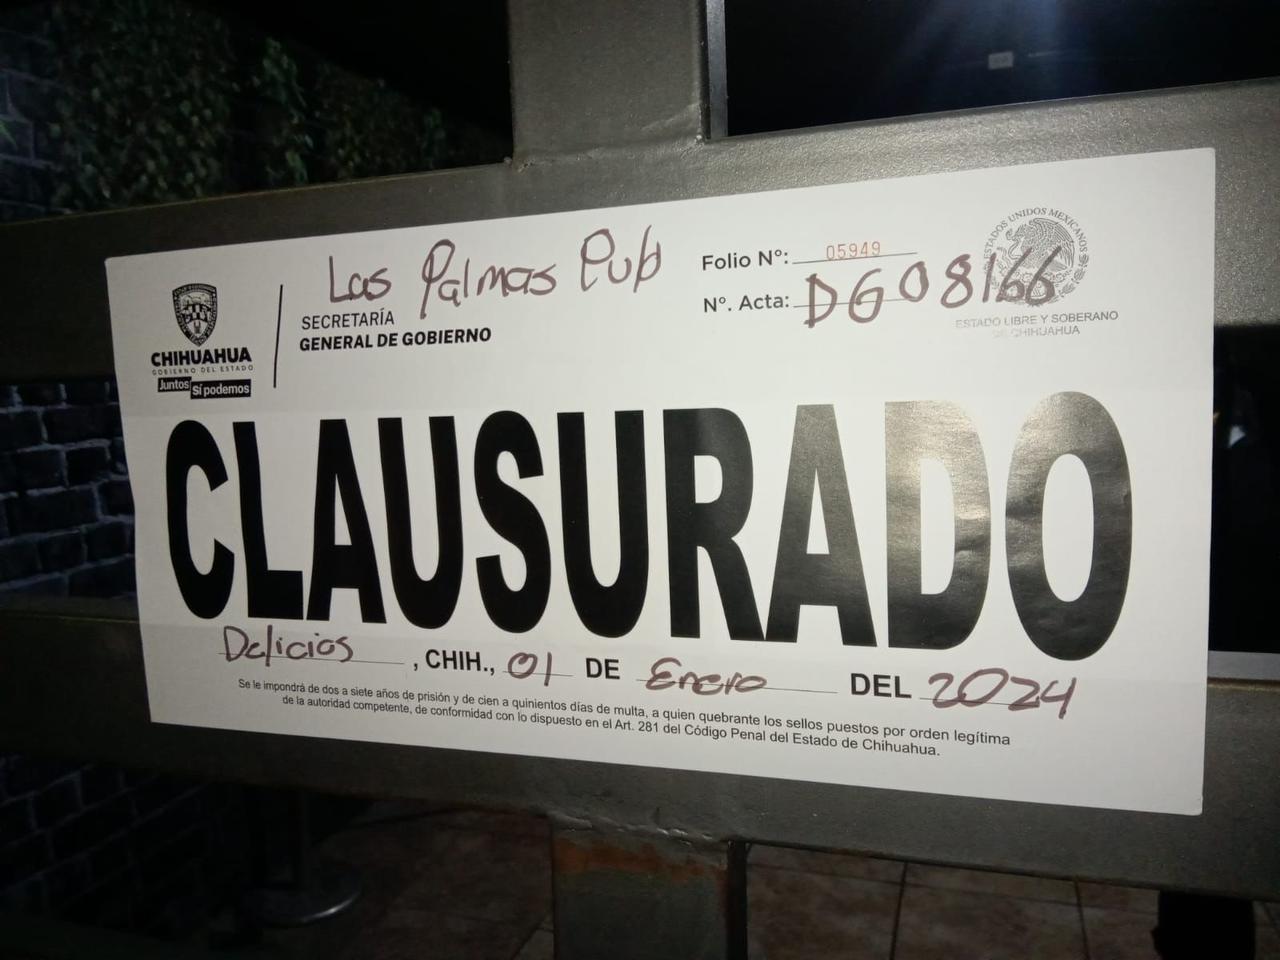 Las Palmas Pub
Folio N°: 05949
N°. Acta: DG08166
ESTADOS UNIDOS MEXICANOS
ESTADO LIBRE Y SOBERANO
DE CHIHUAHUA
CHIHUAHUA
GOBIERNO DEL ESTADO
Juntos Sí podemos
SECRETARÍA
GENERAL DE GOBIERNO
CLAUSURADO
Delicias, CHIH., 01 DE Enero DEL 2024
Se le impondrá de dos a siete años de prisión y de cien a quinientos días de multa, a quien quebrante los sellos puestos por orden legítima
de la autoridad competente, de conformidad con lo dispuesto en el Art. 281 del Código Penal del Estado de Chihuahua.